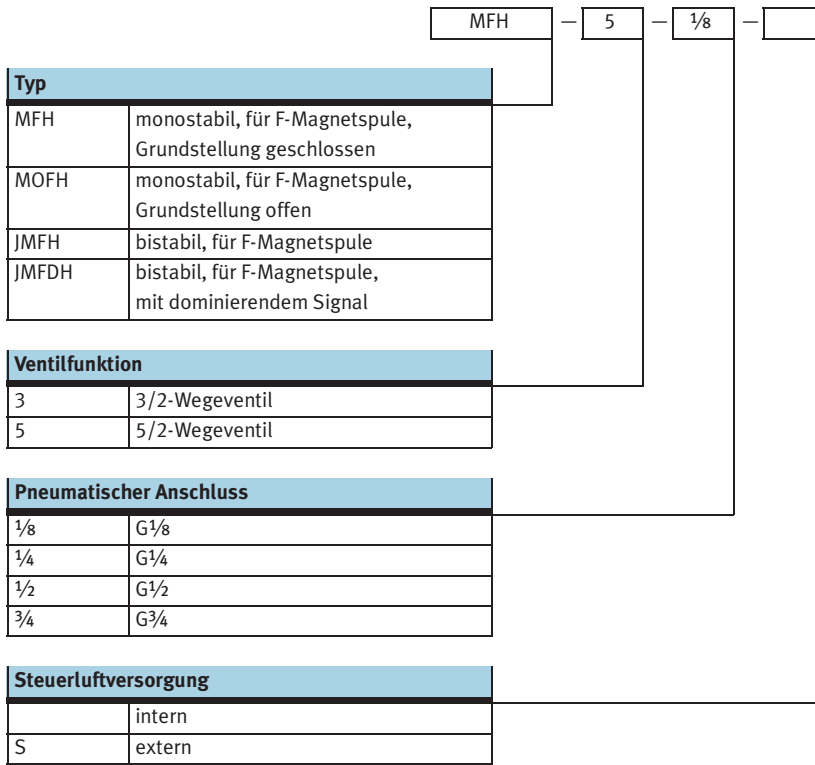 MFH – 5 – ⅛ –
Typ
MFH monostabil, für F-Magnetspule,
Grundstellung geschlossen
MOFH monostabil, für F-Magnetspule,
Grundstellung offen
JMFH bistabil, für F-Magnetspule
JMFDH bistabil, für F-Magnetspule,
mit dominierendem Signal
Ventilfunktion
3 3/2-Wegeventil
5 5/2-Wegeventil
Pneumatischer Anschluss
⅛ G⅛
¼ G¼
½ G½
¾ G¾
Steuerluftversorgung
intern
S extern